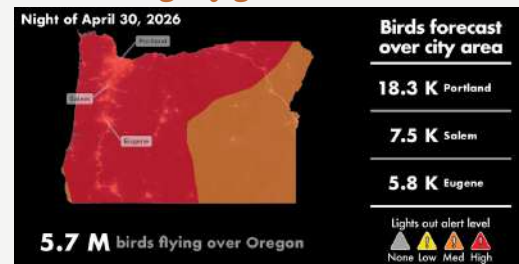 Night of April 30, 2026
Portland
Salem
Eugene
5.7 M birds flying over Oregon
Birds forecast
over city area
18.3 K Portland
7.5 K Salem
5.8 K Eugene
Lights out alert level
None Low Med High